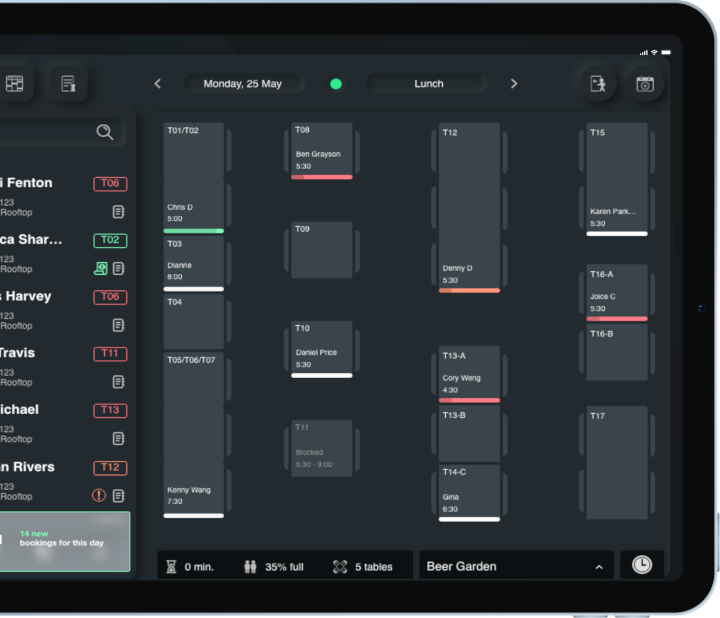 Monday, 25 May
Lunch
i Fenton
T06
123
Rooftop
ca Shar...
T02
123
Rooftop
s Harvey
T06
123
Rooftop
Travis
T11
123
Rooftop
ichael
T13
123
Rooftop
n Rivers
T12
123
Rooftop
14 new
bookings for this day
T01/T02
Chris D
5:00
T03
Dianne
8:00
T04
T05/T06/T07
Kenny Wang
7:30
T08
Ben Grayson
5:30
T09
T10
Daniel Price
5:30
T11
Blocked
5:30 - 9:00
T12
Denny D
5:30
T13-A
Cory Weng
4:30
T13-B
T14-C
Gina
6:30
T15
Karen Park...
5:30
T16-A
Joice C
5:30
T16-B
T17
0 min.
35% full
5 tables
Beer Garden